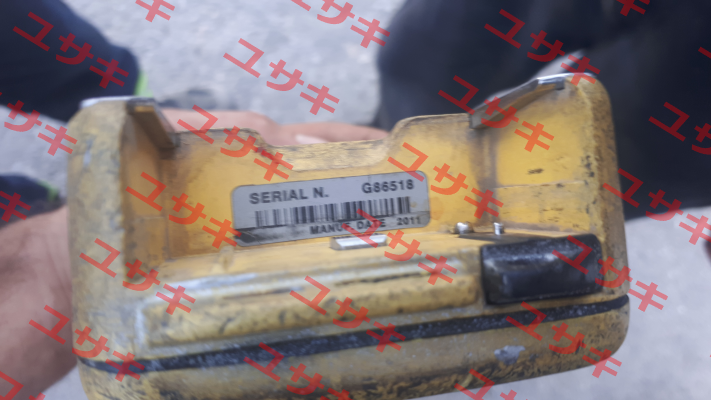 SERIAL N. G86518
MANUF. DATE 2011
ユサキ